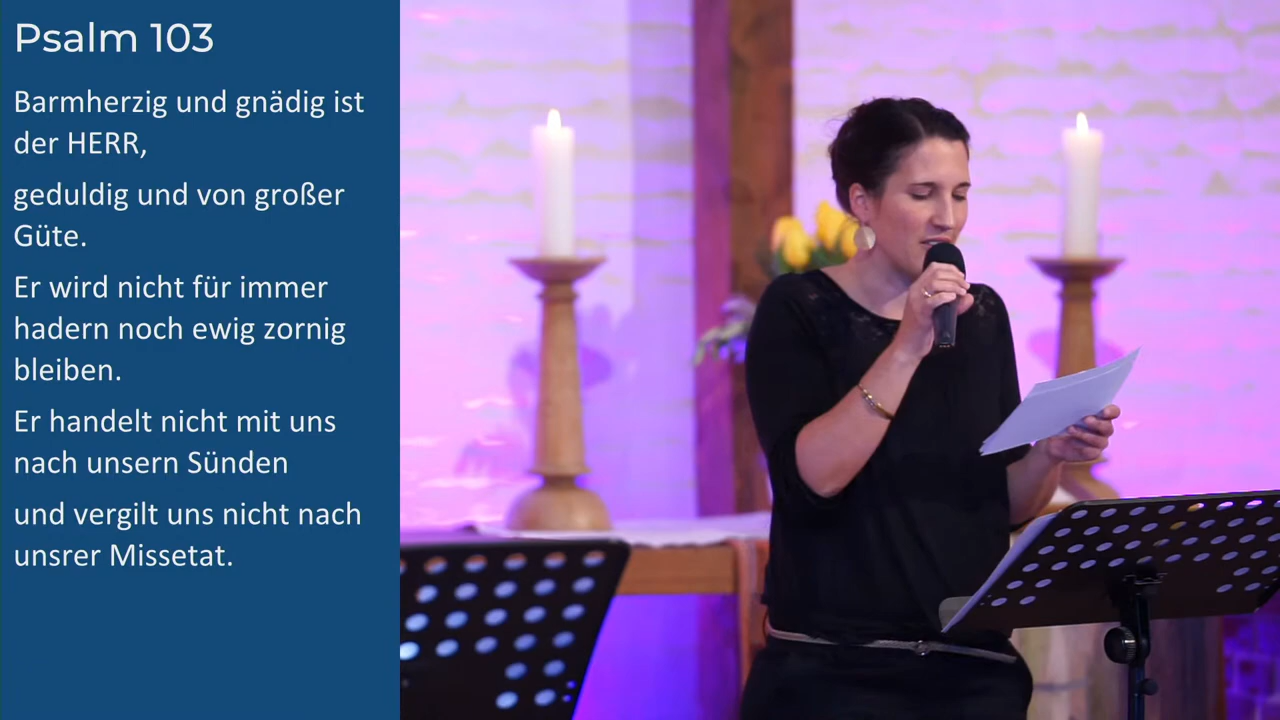 Psalm 103
Barmherzig und gnädig ist
der HERR,
geduldig und von großer
Güte.
Er wird nicht für immer
hadern noch ewig zornig
bleiben.
Er handelt nicht mit uns
nach unsern Sünden
und vergilt uns nicht nach
unsrer Missetat.